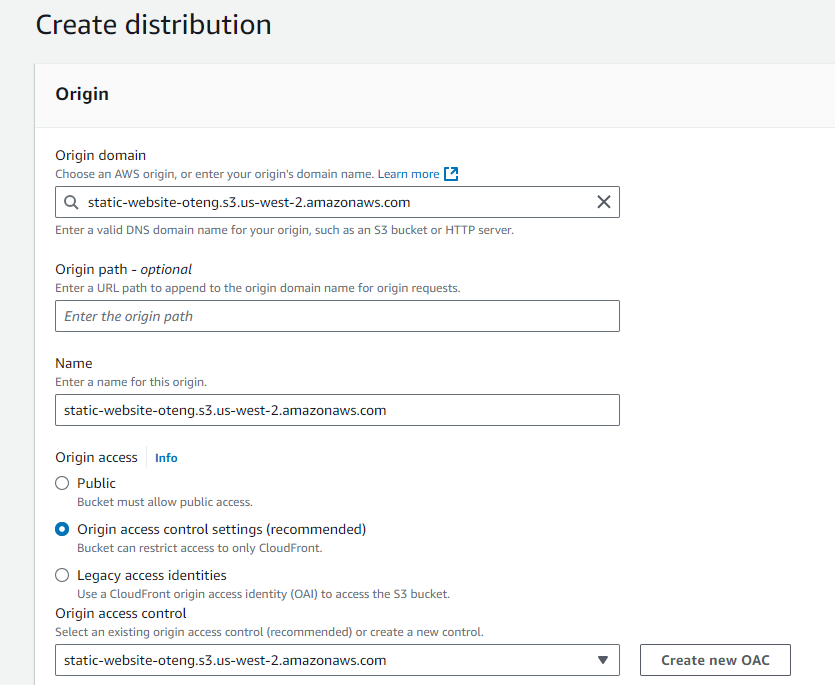 Create distribution
Origin
Origin domain
Choose an AWS origin, or enter your origin's domain name. Learn more
static-website-oteng.s3.us-west-2.amazonaws.com
Enter a valid DNS domain name for your origin, such as an S3 bucket or HTTP server.
Origin path - optional
Enter a URL path to append to the origin domain name for origin requests.
Enter the origin path
Name
Enter a name for this origin.
static-website-oteng.s3.us-west-2.amazonaws.com
Origin access Info
Public
Bucket must allow public access.
Origin access control settings (recommended)
Bucket can restrict access to only CloudFront.
Legacy access identities
Use a CloudFront origin access identity (OAI) to access the S3 bucket.
Origin access control
Select an existing origin access control (recommended) or create a new control.
static-website-oteng.s3.us-west-2.amazonaws.com Create new OAC